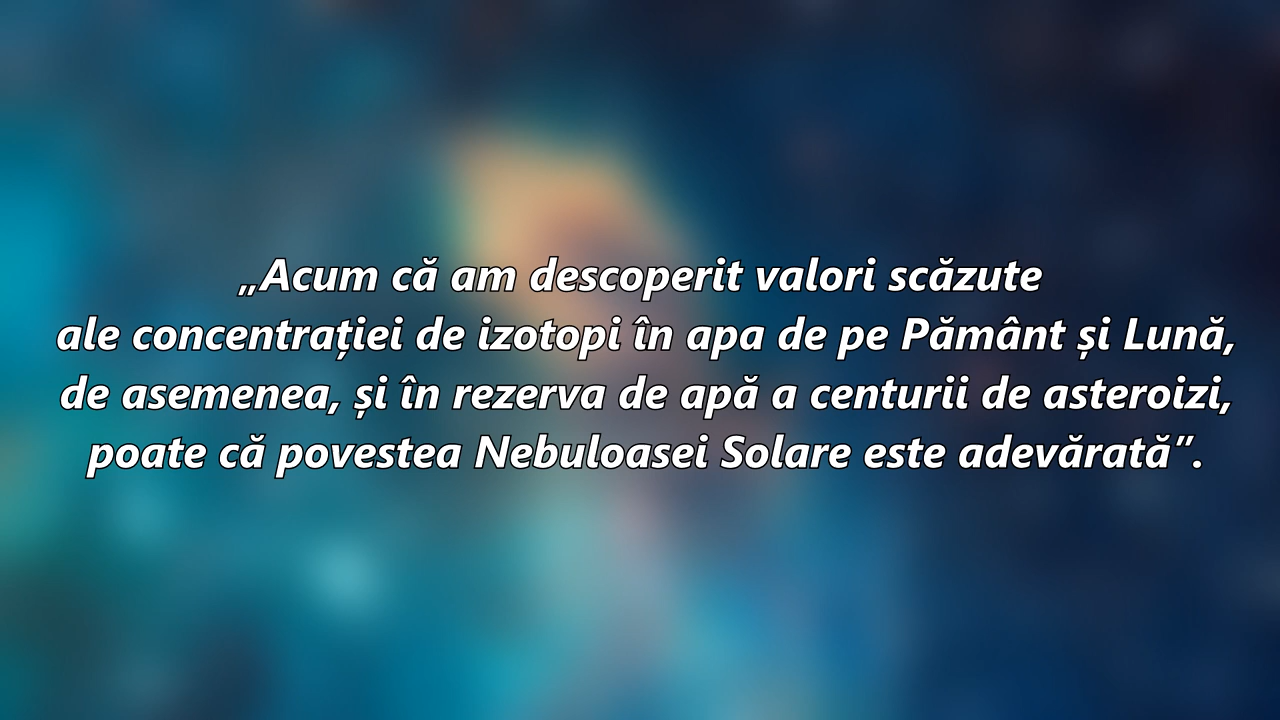 „Acum că am descoperit valori scăzute
ale concentrației de izotopi în apa de pe Pământ și Lună,
de asemenea, și în rezerva de apă a centurii de asteroizi,
poate că povestea Nebuloasei Solare este adevărată”.